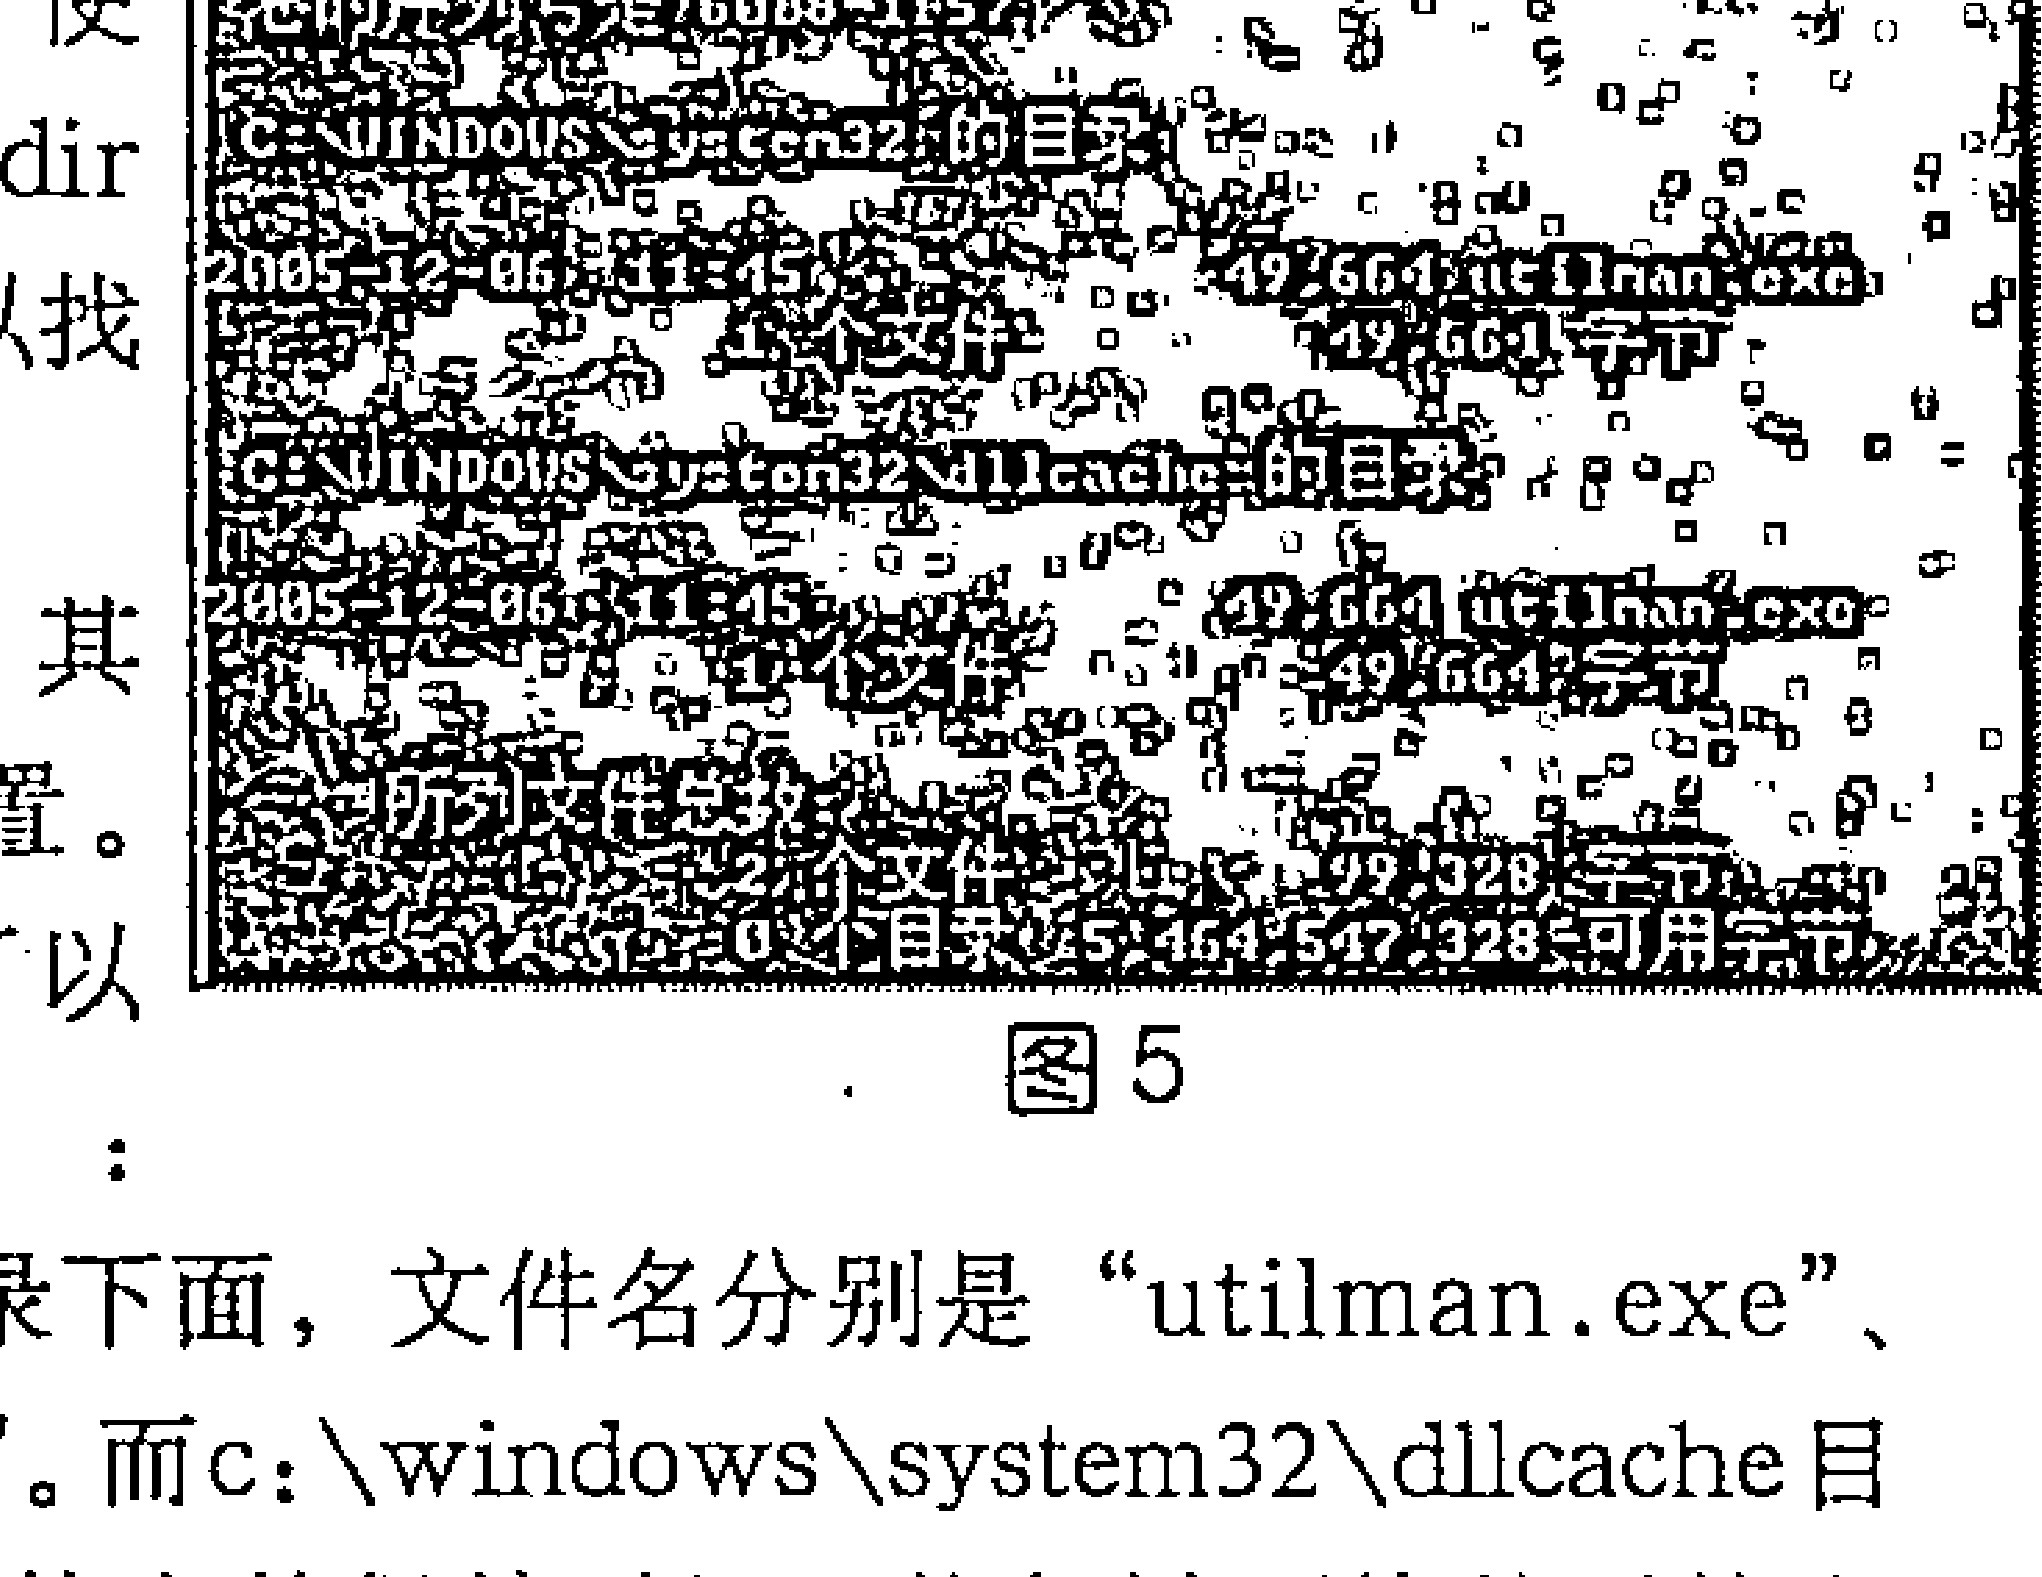 使
dir
C:\WINDOWS\system32 的目录
2005-12-06 11:45 49,664 utilman.exe
以找
1 个文件 49,664 字节
C:\WINDOWS\system32\dllcache 的目录
2005-12-06 11:45 49,664 utilman.exe
其
1 个文件 49,664 字节
所列文件总数:
置。
2 个文件 99,328 字节
以
0 个目录 5,464,547,328 可用字节
图 5
:
录下面，文件名分别是“utilman.exe”、
”。而c:\windows\system32\dllcache目